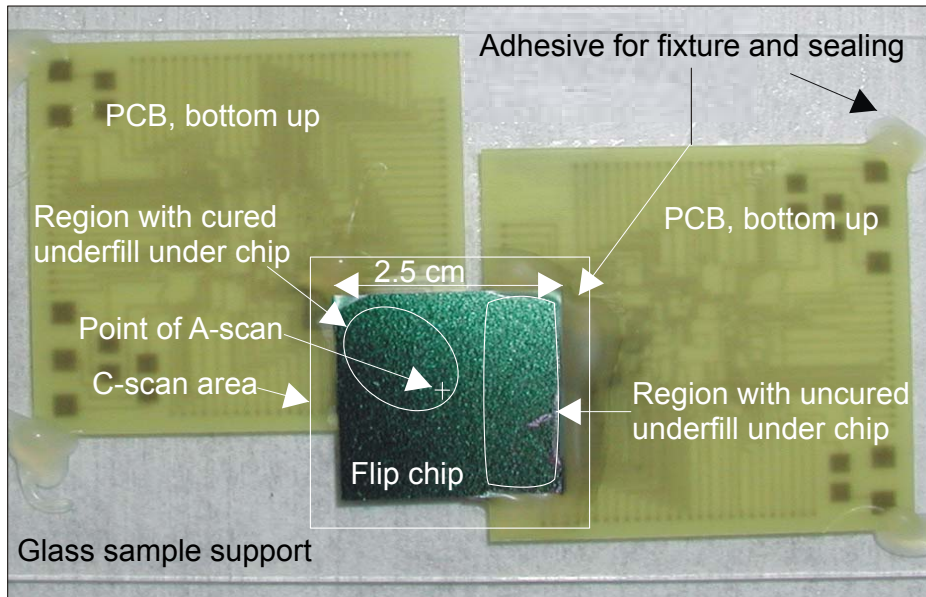 Adhesive for fixture and sealing
PCB, bottom up
Region with cured
underfill under chip
PCB, bottom up
2.5 cm
Point of A-scan
C-scan area
Region with uncured
underfill under chip
Flip chip
Glass sample support